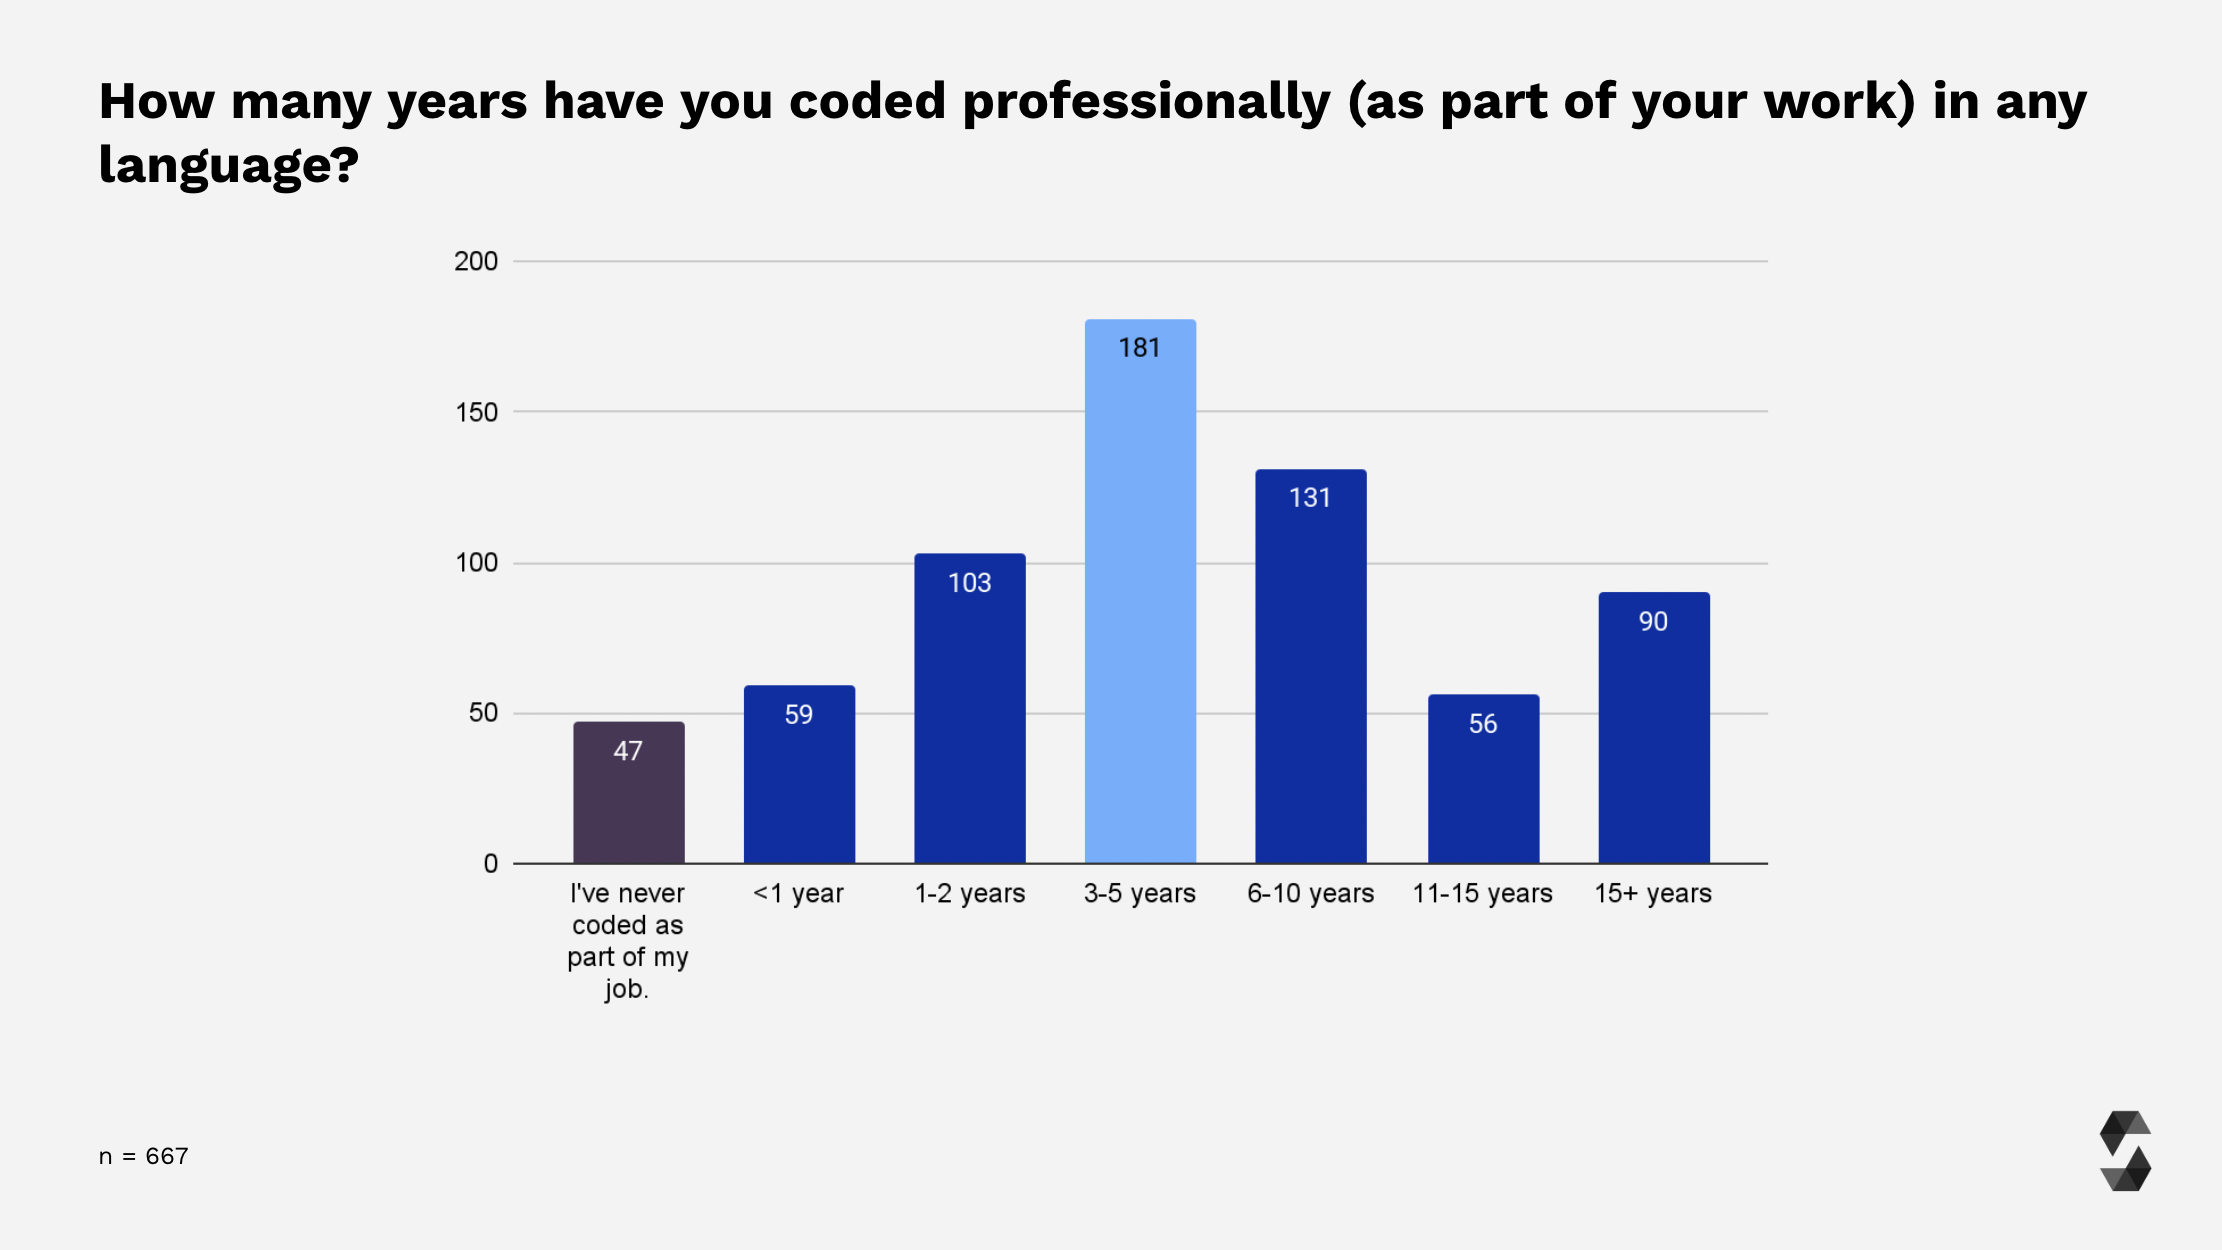 How many years have you coded professionally (as part of your work) in any
language?
200
150
100
50
0
47
59
103
181
131
56
90
I've never
coded as
part of my
job.
<1 year
1-2 years
3-5 years
6-10 years
11-15 years
15+ years
n = 667